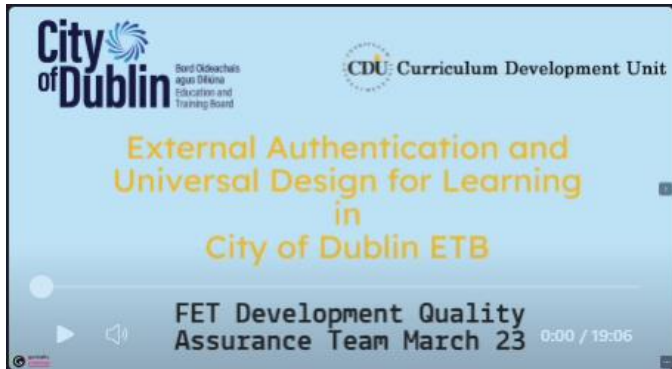 City
of Dublin
Bord Oideachais
agus Oiliúna
Education and
Training Board
CDU Curriculum Development Unit
External Authentication and
Universal Design for Learning
in
City of Dublin ETB
FET Development Quality
Assurance Team March 23
0:00 / 19:06